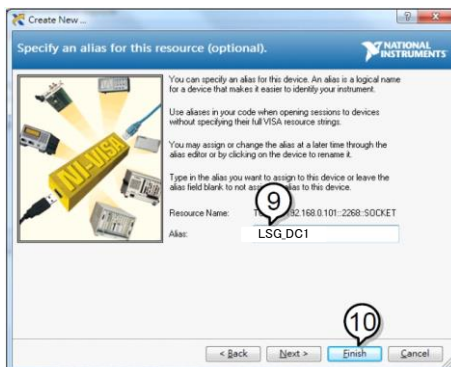 Create New ...
Specify an alias for this resource (optional).
NATIONAL
INSTRUMENTS
You can specify an alias for this device. An alias is a logical name
for a device that makes it easier to identify your instrument.
Use aliases in your code when opening sessions to devices
without specifying their full VISA resource strings.
You may assign or change the alias at a later time through the
alias editor or by clicking on the device to rename it.
Type in the alias you want to assign to this device or leave the
alias field blank to not alias to this device.
NI-VISA
9
Resource Name: 92.168.0.101::2268::SOCKET
Alias: LSG_DC1
10
< Back Next > Finish Cancel